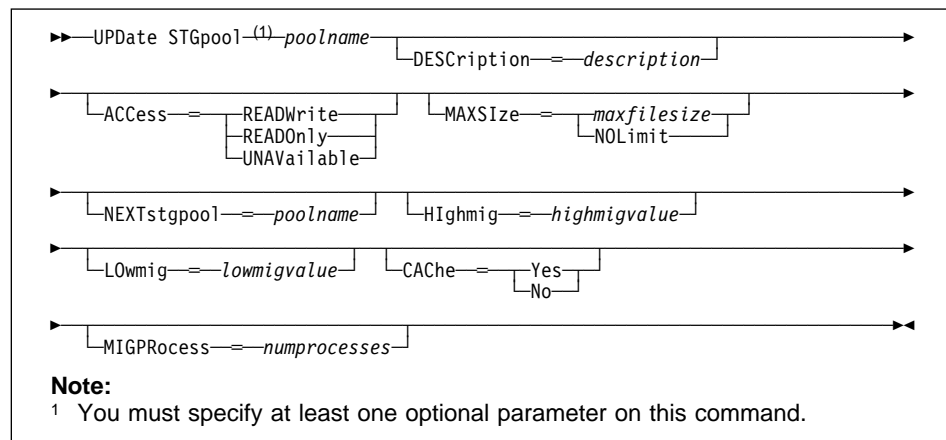 UPDate STGpool (1) poolname
DESCription = description
ACCess = READWrite
READOnly
UNAVailable
MAXSIze = maxfilesize
NOLimit
NEXTstgpool = poolname
HIghmig = highmigvalue
LOwmig = lowmigvalue
CAChe = Yes
No
MIGPRocess = numprocesses
Note:
1 You must specify at least one optional parameter on this command.